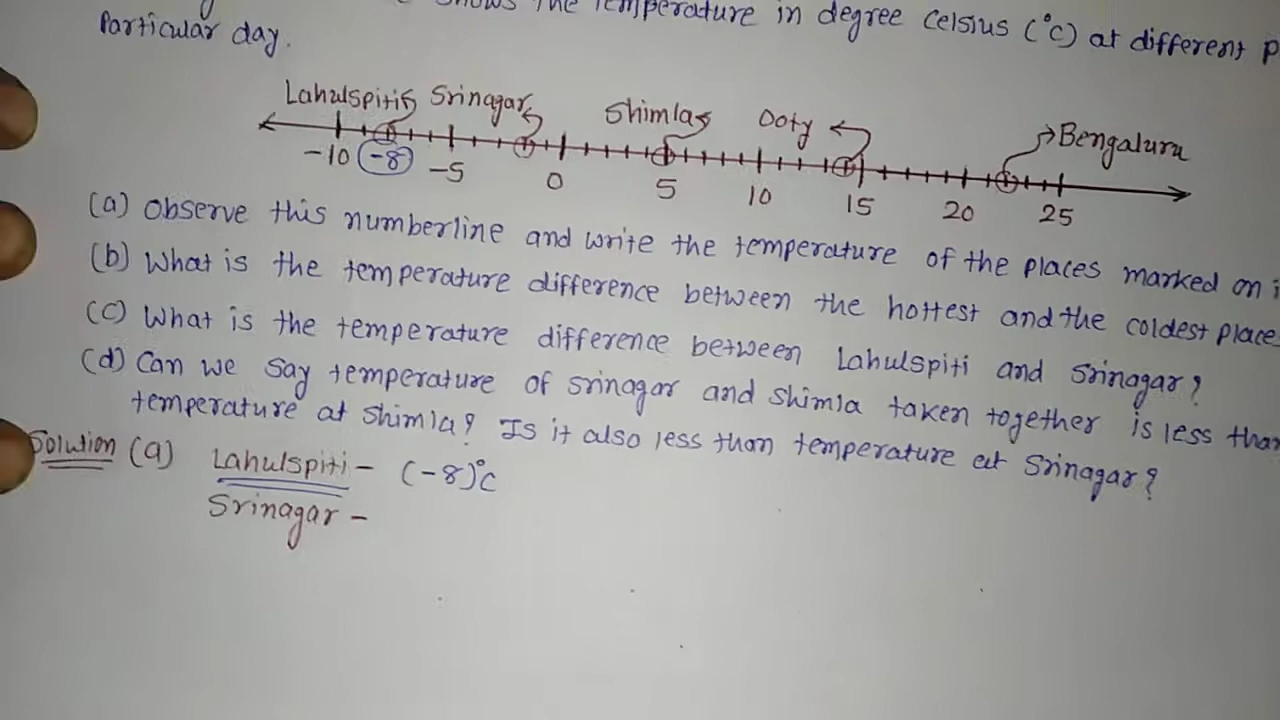 shows the Temperature in degree Celsius (°C) at different
Particular day.
Lahulspiti Srinagar Shimla Ooty Bengaluru
-10 -8 -5 0 5 10 15 20 25
(a) Observe this numberline and write the temperature of the places marked on
(b) What is the temperature difference between the hottest and the coldest place
(c) What is the temperature difference between Lahulspiti and Srinagar?
(d) Can we say temperature of srinagar and shimla taken together is less than
temperature at shimla? Is it also less than temperature at Srinagar?
Solution (a) Lahulspiti - (-8)°C
Srinagar -